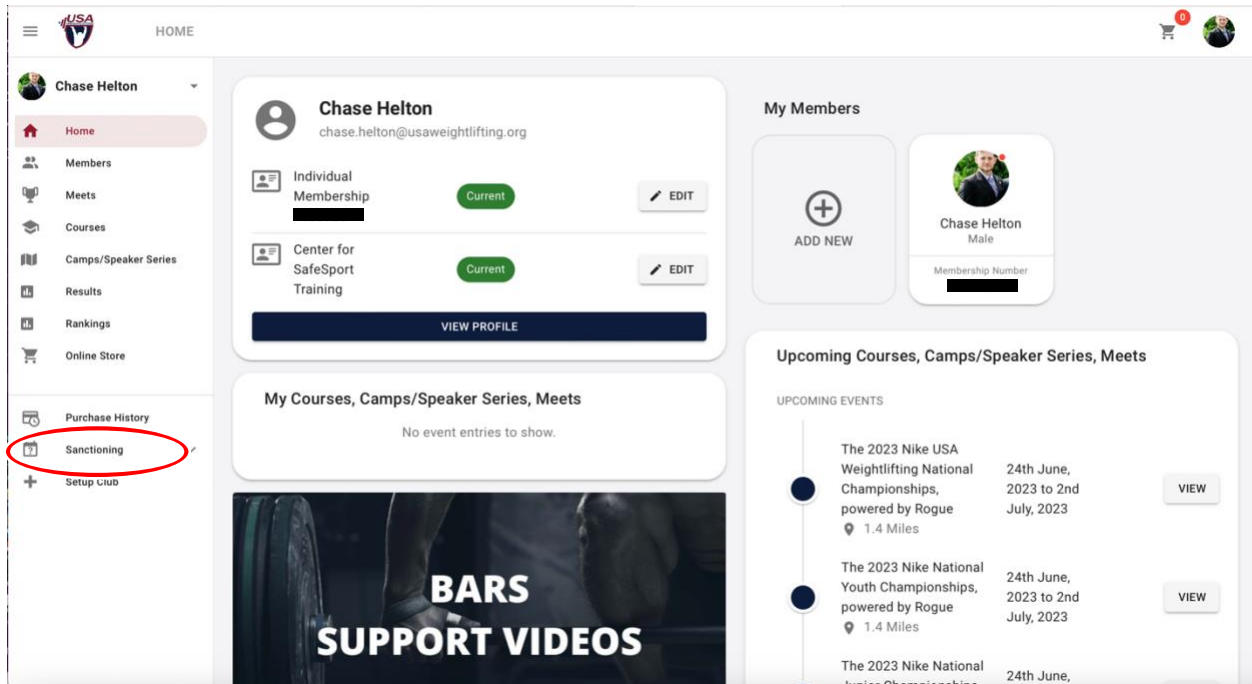 USA
HOME
0
Chase Helton
Home
Members
Meets
Courses
Camps/Speaker Series
Results
Rankings
Online Store
Purchase History
Sanctioning
Setup Club
Chase Helton
chase.helton@usaweightlifting.org
Individual
Membership
Current
EDIT
Center for
SafeSport
Training
Current
EDIT
VIEW PROFILE
My Courses, Camps/Speaker Series, Meets
No event entries to show.
BARS
SUPPORT VIDEOS
My Members
ADD NEW
Chase Helton
Male
Membership Number
Upcoming Courses, Camps/Speaker Series, Meets
UPCOMING EVENTS
The 2023 Nike USA
Weightlifting National
Championships,
powered by Rogue
1.4 Miles
24th June,
2023 to 2nd
July, 2023
VIEW
The 2023 Nike National
Youth Championships,
powered by Rogue
1.4 Miles
24th June,
2023 to 2nd
July, 2023
VIEW
The 2023 Nike National
Junior Championships
24th June,